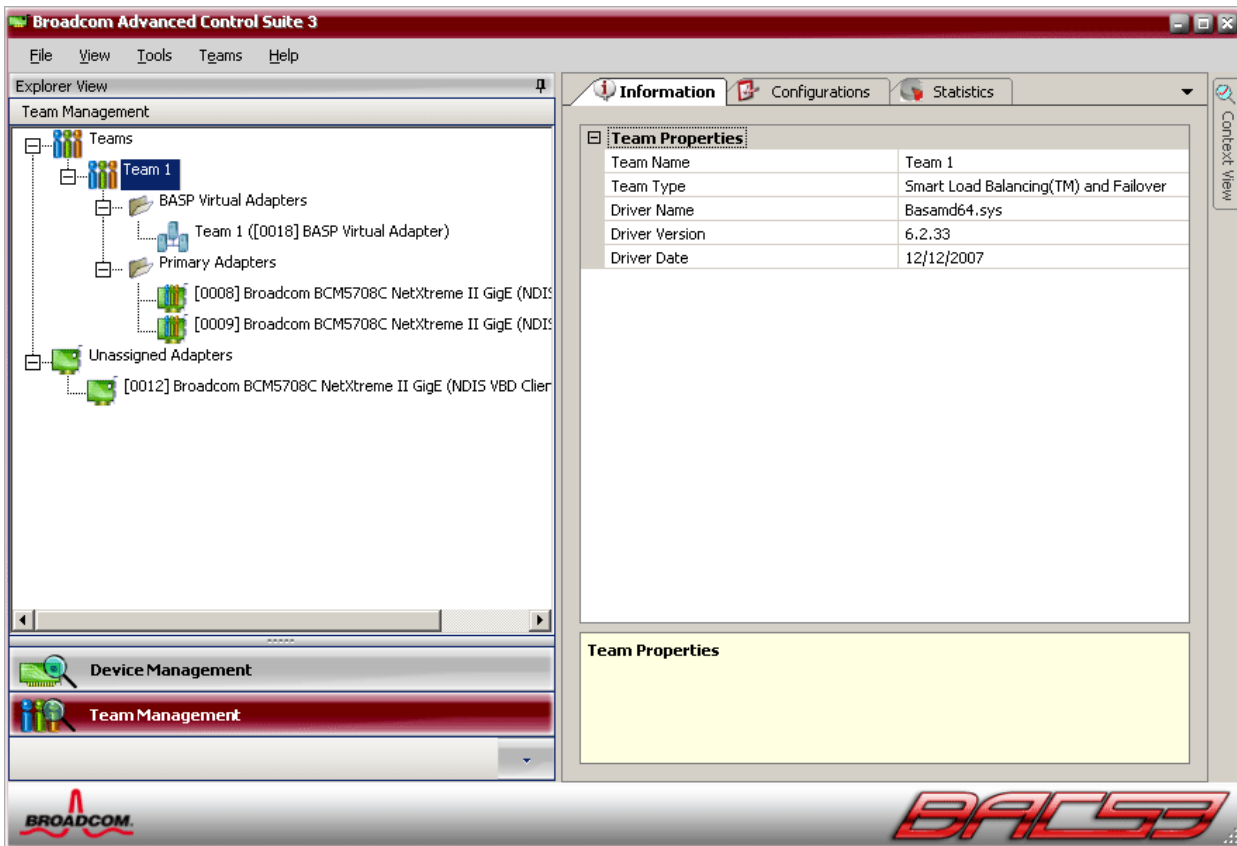 Broadcom Advanced Control Suite 3
File View Tools Teams Help
Explorer View
Team Management
Teams
Team 1
BASP Virtual Adapters
Team 1 ([0018] BASP Virtual Adapter)
Primary Adapters
[0008] Broadcom BCM5708C NetXtreme II GigE (NDIS
[0009] Broadcom BCM5708C NetXtreme II GigE (NDIS
Unassigned Adapters
[0012] Broadcom BCM5708C NetXtreme II GigE (NDIS VBD Clien
Device Management
Team Management
Information Configurations Statistics
Team Properties
Team Name Team 1
Team Type Smart Load Balancing(TM) and Failover
Driver Name Basamd64.sys
Driver Version 6.2.33
Driver Date 12/12/2007
Team Properties
Context View
BROADCOM.
BACS3